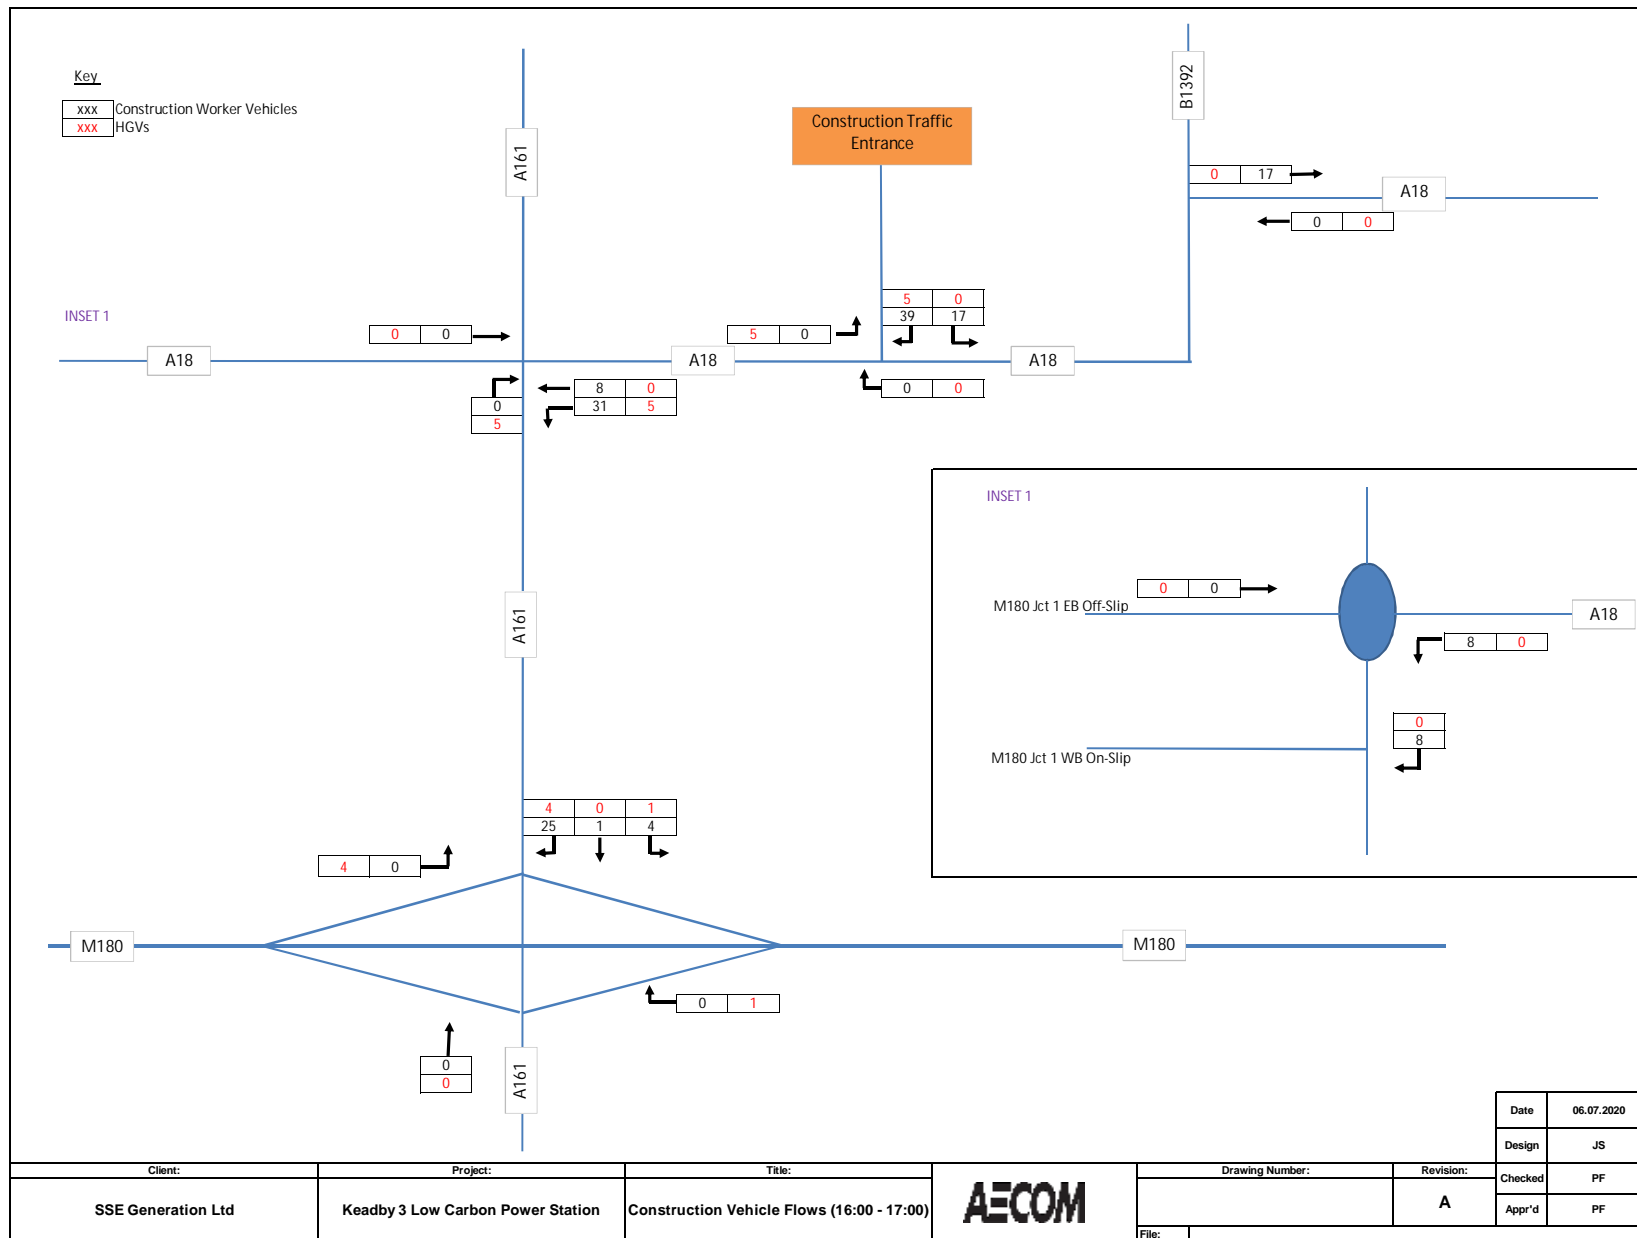 Key
xxx Construction Worker Vehicles
xxx HGVs
A161
Construction Traffic
Entrance
B1392
0 17
A18
0 0
INSET 1
0 0
5 0
5 0
39 17
A18
A18
A18
0
5
8 0
31 5
0 0
INSET 1
0 0
M180 Jct 1 EB Off-Slip
A18
8 0
0
8
M180 Jct 1 WB On-Slip
A161
4 0 1
25 1 4
4 0
M180
M180
0 1
0
0
A161
Date 06.07.2020
Design JS
Checked PF
Appr'd PF
Client: Project: Title: Drawing Number: Revision:
SSE Generation Ltd Keadby 3 Low Carbon Power Station Construction Vehicle Flows (16:00 - 17:00) AECOM A
File: